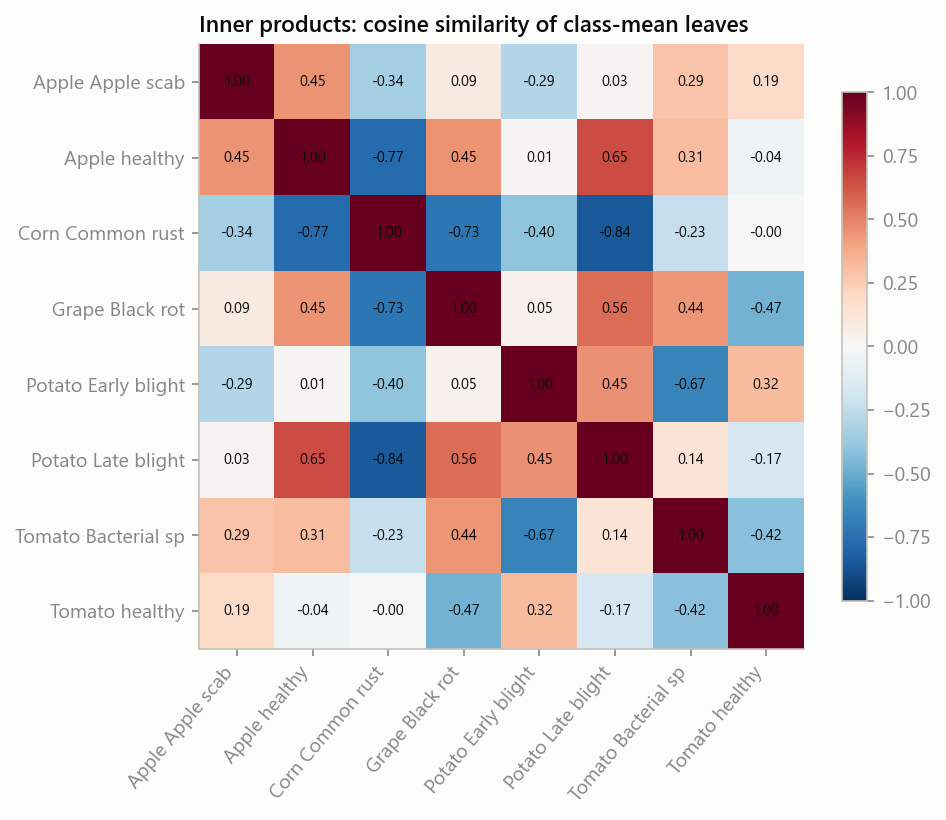 Inner products: cosine similarity of class-mean leaves
Apple Apple scab 1.00 0.45 -0.34 0.09 -0.29 0.03 0.29 0.19
Apple healthy 0.45 1.00 -0.77 0.45 0.01 0.65 0.31 -0.04
Corn Common rust -0.34 -0.77 1.00 -0.73 -0.40 -0.84 -0.23 -0.00
Grape Black rot 0.09 0.45 -0.73 1.00 0.05 0.56 0.44 -0.47
Potato Early blight -0.29 0.01 -0.40 0.05 1.00 0.45 -0.67 0.32
Potato Late blight 0.03 0.65 -0.84 0.56 0.45 1.00 0.14 -0.17
Tomato Bacterial sp 0.29 0.31 -0.23 0.44 -0.67 0.14 1.00 -0.42
Tomato healthy 0.19 -0.04 -0.00 -0.47 0.32 -0.17 -0.42 1.00
Apple Apple scab
Apple healthy
Corn Common rust
Grape Black rot
Potato Early blight
Potato Late blight
Tomato Bacterial sp
Tomato healthy
1.00
0.75
0.50
0.25
0.00
−0.25
−0.50
−0.75
−1.00